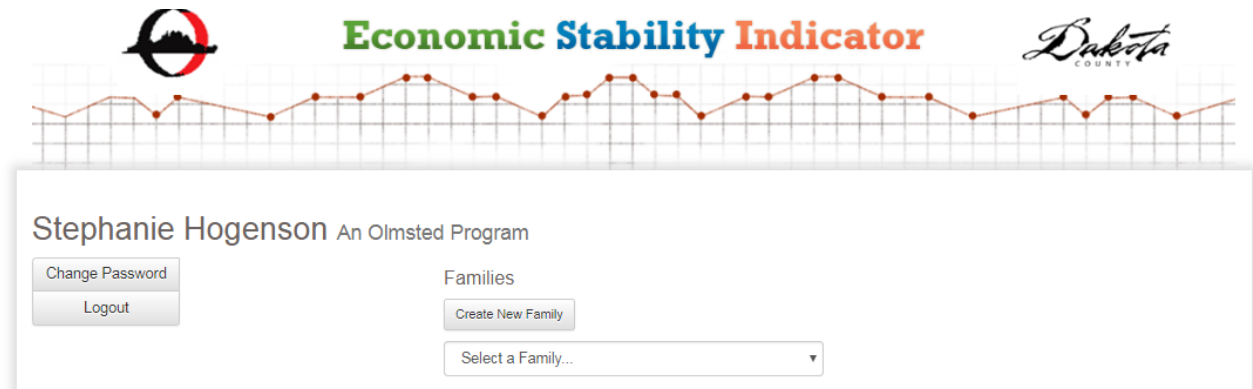 Economic Stability Indicator
Dakota
COUNTY
Stephanie Hogenson An Olmsted Program
Change Password
Logout
Families
Create New Family
Select a Family...